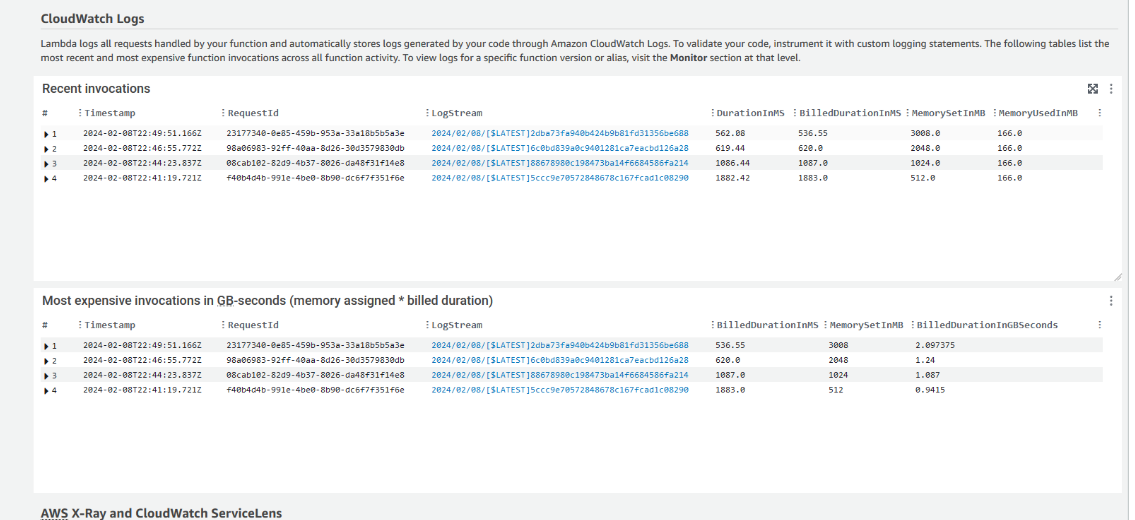 CloudWatch Logs
Lambda logs all requests handled by your function and automatically stores logs generated by your code through Amazon CloudWatch Logs. To validate your code, instrument it with custom logging statements. The following tables list the
most recent and most expensive function invocations across all function activity. To view logs for a specific function version or alias, visit the Monitor section at that level.
Recent invocations
# Timestamp RequestId LogStream DurationInMS BilledDurationInMS MemorySetInMB MemoryUsedInMB
1 2024-02-08T22:49:51.166Z 23177340-0e85-459b-953a-33a18b5b5a3e 2024/02/08/[$LATEST]2dba73fa940b424b9b81fd31356be688 562.08 536.55 3008.0 166.0
2 2024-02-08T22:46:55.772Z 98a06983-92ff-40aa-8d26-30d3579830db 2024/02/08/[$LATEST]6c0bd839a0c9401281ca7eacbd126a28 619.44 620.0 2048.0 166.0
3 2024-02-08T22:44:23.837Z 08cab102-82d9-4b37-8026-da48f31f14e8 2024/02/08/[$LATEST]88678980c198473ba14f6684586fa214 1086.44 1087.0 1024.0 166.0
4 2024-02-08T22:41:19.721Z f40b4d4b-991e-4be0-8b90-dc6f7f351f6e 2024/02/08/[$LATEST]5ccc9e70572848678c167fcad1c08290 1882.42 1883.0 512.0 166.0
Most expensive invocations in GB-seconds (memory assigned * billed duration)
# Timestamp RequestId LogStream BilledDurationInMS MemorySetInMB BilledDurationInGBSeconds
1 2024-02-08T22:49:51.166Z 23177340-0e85-459b-953a-33a18b5b5a3e 2024/02/08/[$LATEST]2dba73fa940b424b9b81fd31356be688 536.55 3008 2.097375
2 2024-02-08T22:46:55.772Z 98a06983-92ff-40aa-8d26-30d3579830db 2024/02/08/[$LATEST]6c0bd839a0c9401281ca7eacbd126a28 620.0 2048 1.24
3 2024-02-08T22:44:23.837Z 08cab102-82d9-4b37-8026-da48f31f14e8 2024/02/08/[$LATEST]88678980c198473ba14f6684586fa214 1087.0 1024 1.087
4 2024-02-08T22:41:19.721Z f40b4d4b-991e-4be0-8b90-dc6f7f351f6e 2024/02/08/[$LATEST]5ccc9e70572848678c167fcad1c08290 1883.0 512 0.9415
AWS X-Ray and CloudWatch ServiceLens